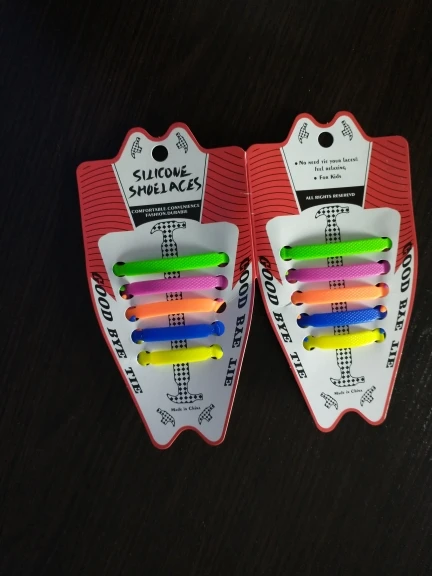 SILICONE
SHOELACES
COMFORTABLE CONVENIENCE,
FASHION, DURABLE
GOOD BYE TIE
GOOD BYE TIE
Made in China
• No need tie your laces!
feel relaxing,
• For Kids
ALL RIGHTS RESERVED
GOOD BYE TIE
GOOD BYE TIE
Made in China